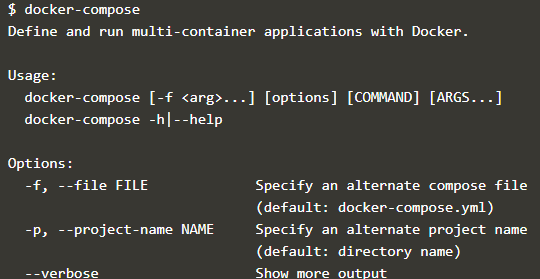 $ docker-compose
Define and run multi-container applications with Docker.
Usage:
docker-compose [-f <arg>...] [options] [COMMAND] [ARGS...]
docker-compose -h|--help
Options:
-f, --file FILE Specify an alternate compose file
(default: docker-compose.yml)
-p, --project-name NAME Specify an alternate project name
(default: directory name)
--verbose Show more output